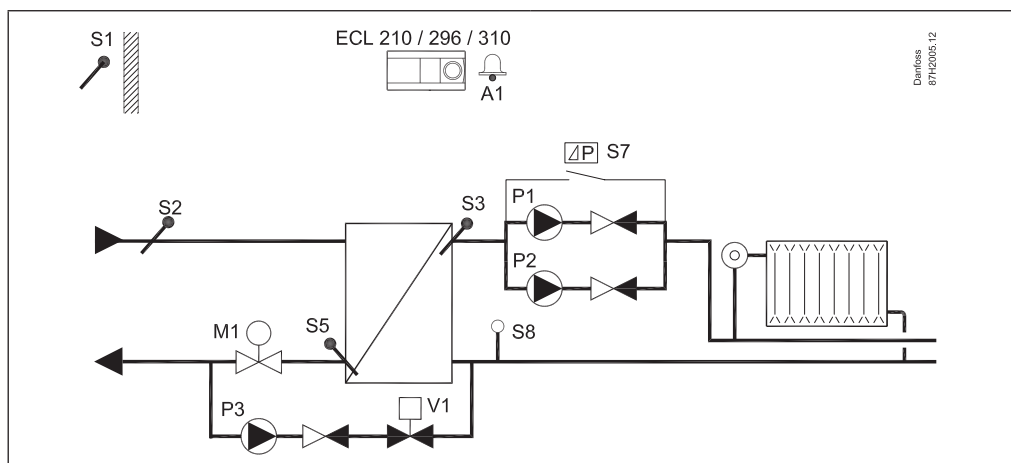 S1
ECL 210 / 296 / 310
A1
Danfoss
87H2005.12
P S7
P1
S2
S3
P2
M1
S5
S8
P3
V1